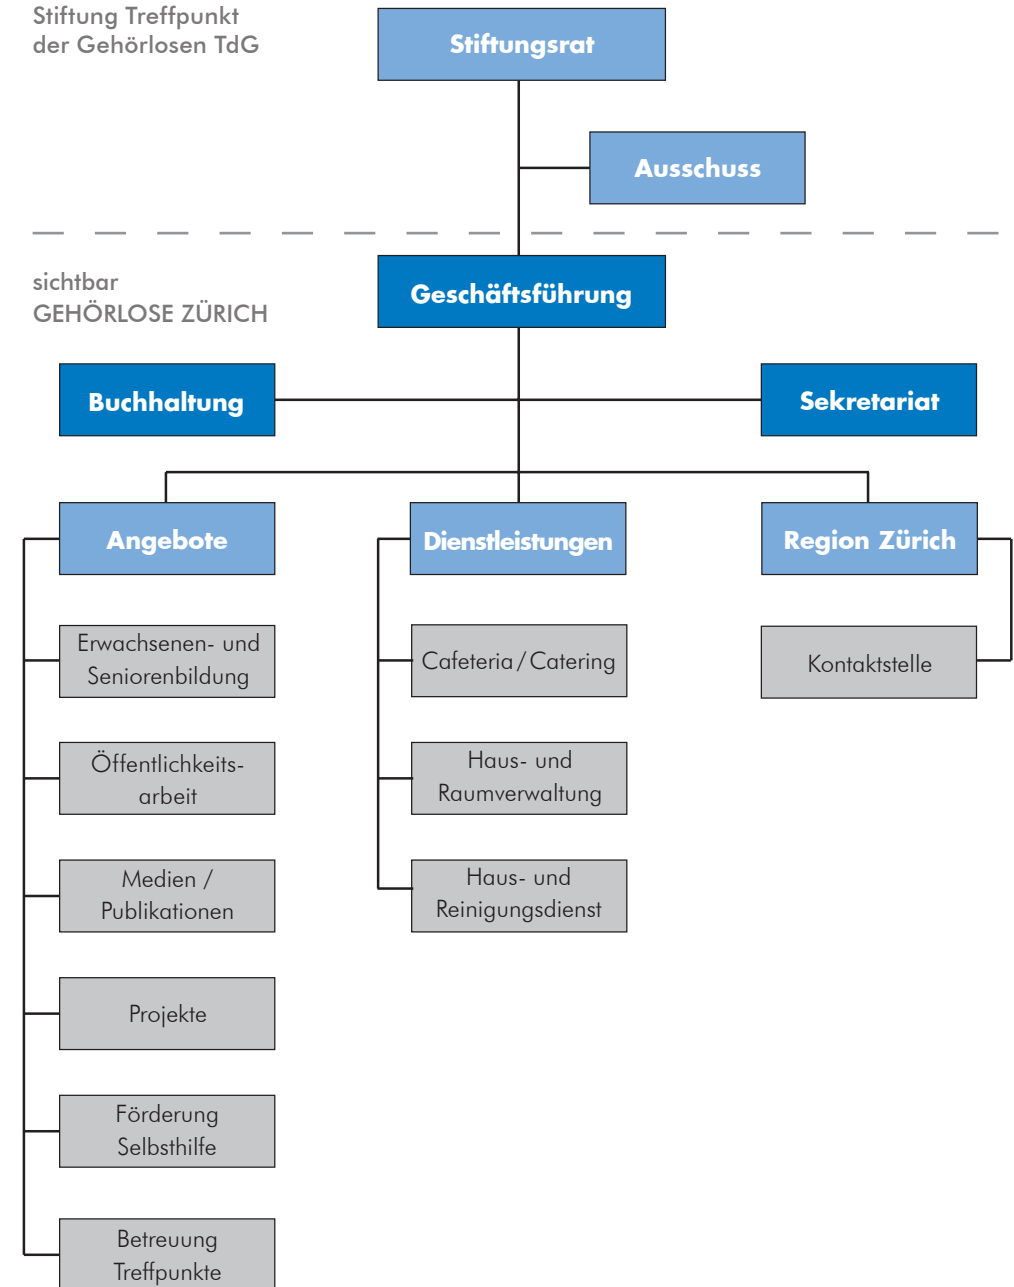 Stiftung Treffpunkt
der Gehörlosen TdG
Stiftungsrat
Ausschuss
sichtbar
GEHÖRLOSE ZÜRICH
Geschäftsführung
Buchhaltung
Sekretariat
Angebote
Dienstleistungen
Region Zürich
Erwachsenen- und
Seniorenbildung
Cafeteria / Catering
Kontaktstelle
Öffentlichkeits-
arbeit
Haus- und
Raumverwaltung
Medien /
Publikationen
Haus- und
Reinigungsdienst
Projekte
Förderung
Selbsthilfe
Betreuung
Treffpunkte